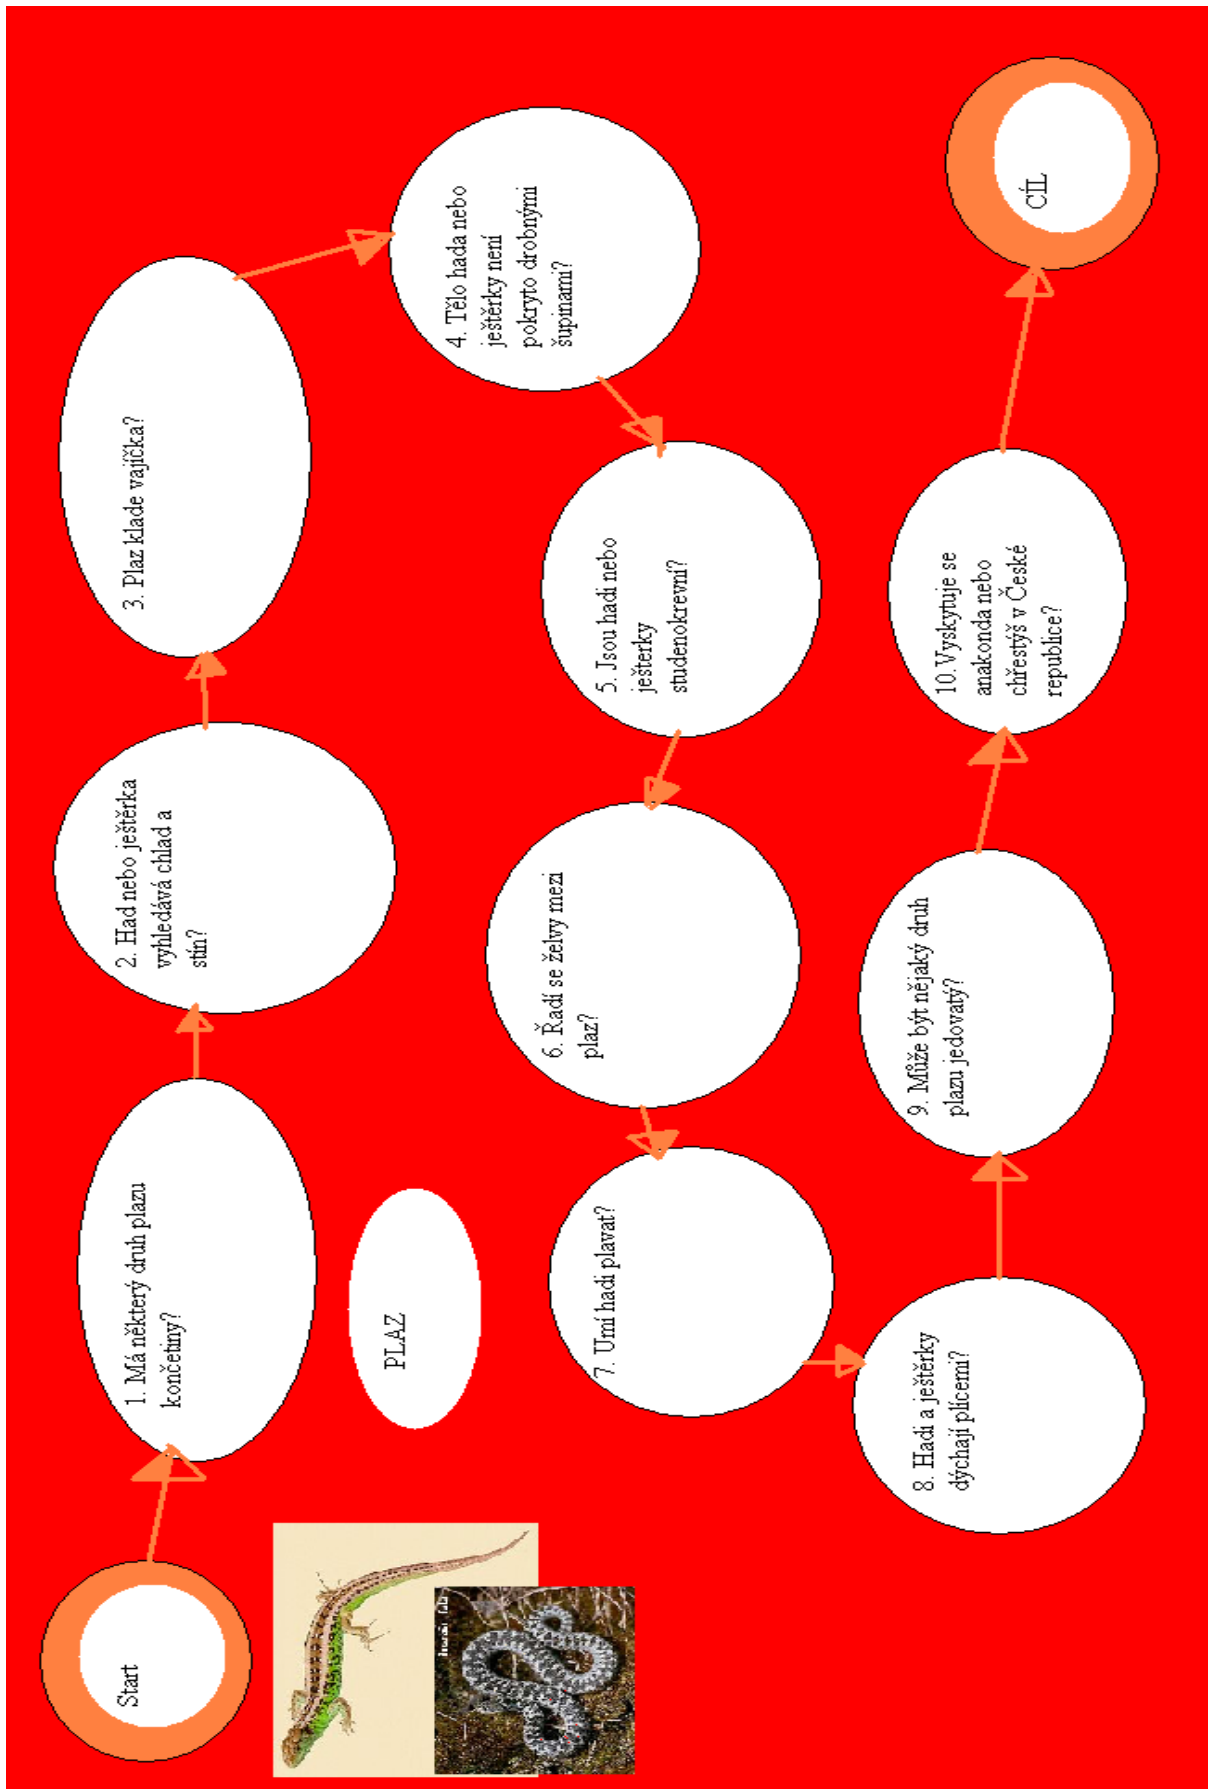 Start
1. Má některý druh plazu
končetiny?
2. Had nebo ještěrka
vyhledává chlad a
stín?
3. Plaz klade vajíčka?
4. Tělo hada nebo
ještěrky není
pokryto drobnými
šupinami?
5. Jsou hadi nebo
ještěrky
studenokrevní?
6. Řadí se želvy mezi
plaz?
7. Umí hadi plavat?
8. Hadi a ještěrky
dýchají plícemi?
9. Může být nějaký druh
plazu jedovatý?
10. Vyskytuje se
anakonda nebo
chřestýš v České
republice?
CÍL
PLAZ